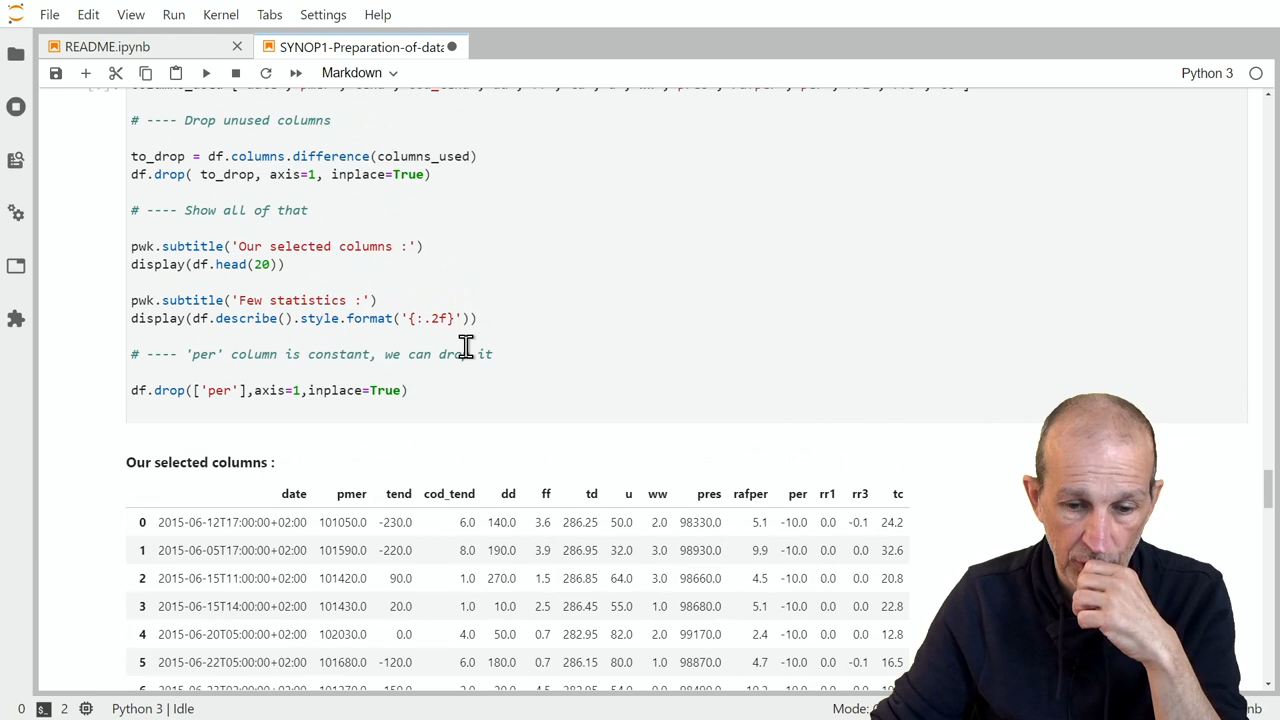 File Edit View Run Kernel Tabs Settings Help
README.ipynb SYNOP1-Preparation-of-data
Markdown Python 3
# ---- Drop unused columns
to_drop = df.columns.difference(columns_used)
df.drop( to_drop, axis=1, inplace=True)
# ---- Show all of that
pwk.subtitle('Our selected columns :')
display(df.head(20))
pwk.subtitle('Few statistics :')
display(df.describe().style.format('{:.2f}'))
# ---- 'per' column is constant, we can drop it
df.drop(['per'],axis=1,inplace=True)
Our selected columns :
date pmer tend cod_tend dd ff td u ww pres rafper per rr1 rr3 tc
0 2015-06-12T17:00:00+02:00 101050.0 -230.0 6.0 140.0 3.6 286.25 50.0 2.0 98330.0 5.1 -10.0 0.0 -0.1 24.2
1 2015-06-05T17:00:00+02:00 101590.0 -220.0 8.0 190.0 3.9 286.95 32.0 3.0 98930.0 9.9 -10.0 0.0 0.0 32.6
2 2015-06-15T11:00:00+02:00 101420.0 90.0 1.0 270.0 1.5 286.85 64.0 3.0 98660.0 4.5 -10.0 0.0 0.0 20.8
3 2015-06-15T14:00:00+02:00 101430.0 20.0 1.0 10.0 2.5 286.45 55.0 1.0 98680.0 5.1 -10.0 0.0 0.0 22.8
4 2015-06-20T05:00:00+02:00 102030.0 0.0 4.0 50.0 0.7 282.95 82.0 2.0 99170.0 2.4 -10.0 0.0 0.0 12.8
5 2015-06-22T05:00:00+02:00 101680.0 -120.0 6.0 180.0 0.7 286.15 80.0 1.0 98870.0 4.7 -10.0 0.0 -0.1 16.5
0 2 Python 3 | Idle Mode: